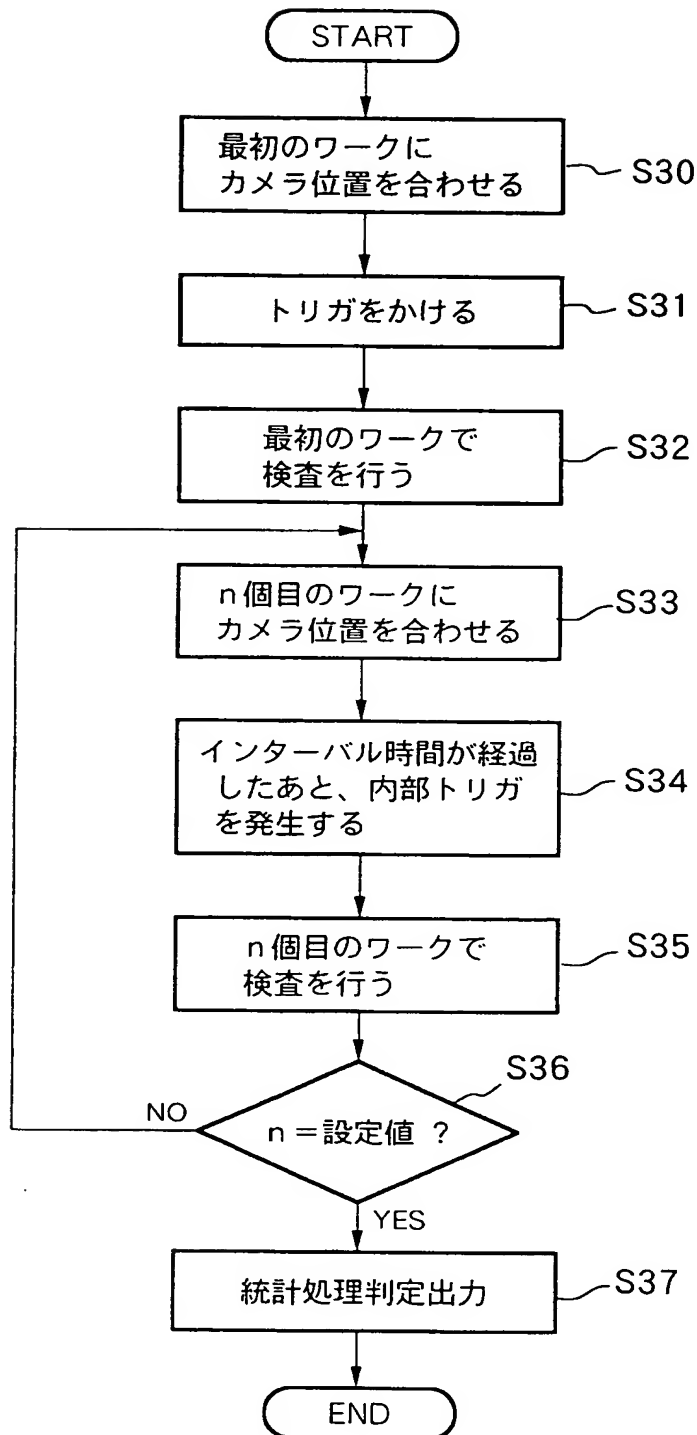 START
最初のワークに
カメラ位置を合わせる
S30
トリガをかける
S31
最初のワークで
検査を行う
S32
n個目のワークに
カメラ位置を合わせる
S33
インターバル時間が経過
したあと、内部トリガ
を発生する
S34
n個目のワークで
検査を行う
S35
S36
n=設定値 ?
NO
YES
統計処理判定出力
S37
END